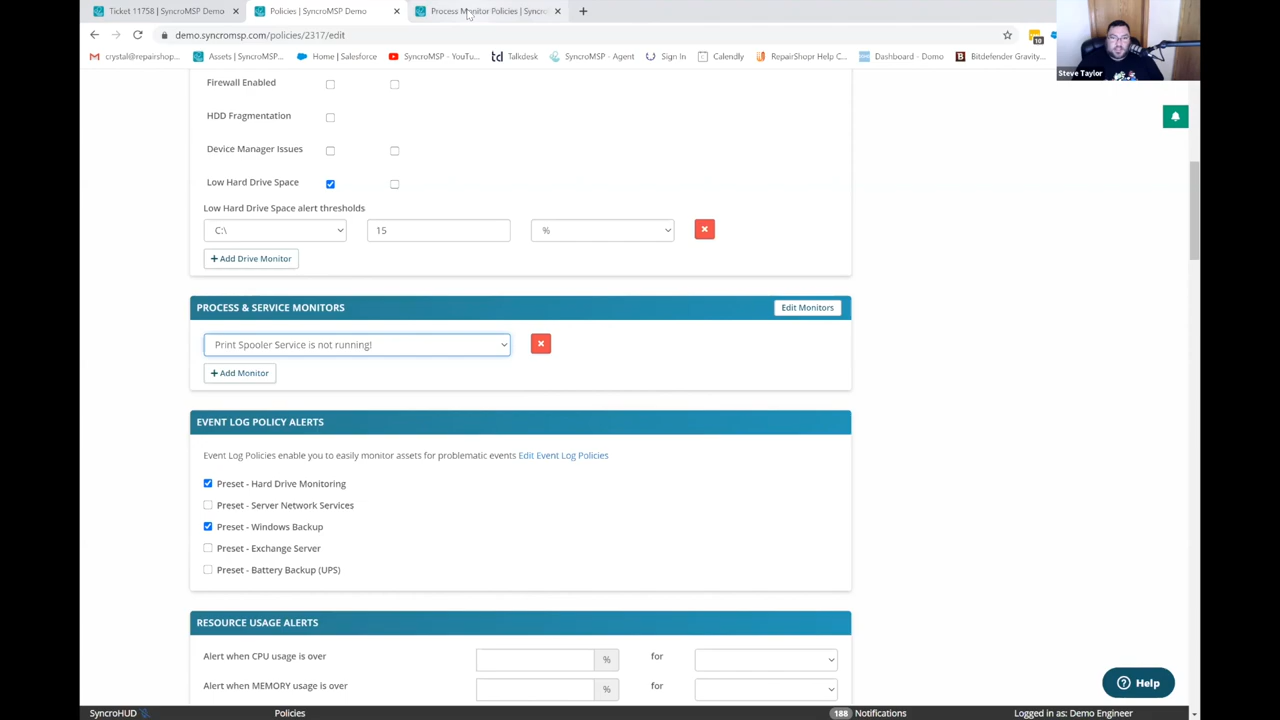 Ticket 11758 | SyncroMSP Demo
Policies | SyncroMSP Demo
Process Monitor Policies | Syncro
demo.syncromsp.com/policies/2317/edit
10
crystal@repairshop...
Assets | SyncroMSP...
Home | Salesforce
SyncroMSP - YouTu...
Talkdesk
SyncroMSP - Agent
Sign In
Calendly
RepairShopr Help C...
Dashboard - Domo
Bitdefender Gravity...
Steve Taylor
Firewall Enabled
HDD Fragmentation
Device Manager Issues
Low Hard Drive Space
Low Hard Drive Space alert thresholds
C:\ 15 %
+ Add Drive Monitor
PROCESS & SERVICE MONITORS
Edit Monitors
Print Spooler Service is not running!
+ Add Monitor
EVENT LOG POLICY ALERTS
Event Log Policies enable you to easily monitor assets for problematic events Edit Event Log Policies
Preset - Hard Drive Monitoring
Preset - Server Network Services
Preset - Windows Backup
Preset - Exchange Server
Preset - Battery Backup (UPS)
RESOURCE USAGE ALERTS
Alert when CPU usage is over % for
Alert when MEMORY usage is over % for
Help
SyncroHUD
Policies
188 Notifications
Logged in as: Demo Engineer